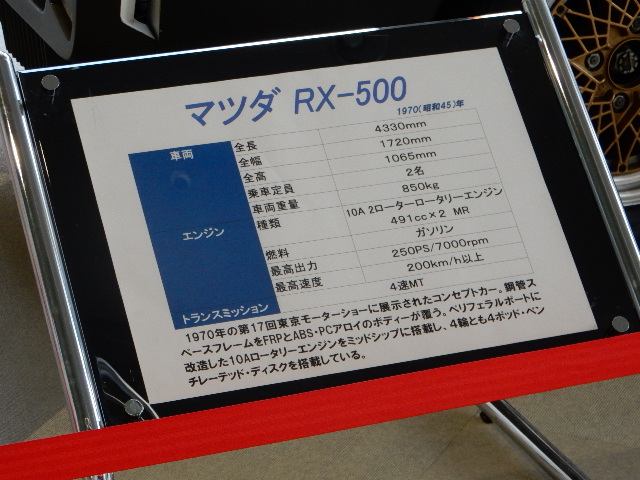 マツダ RX-500
1970(昭和45)年
車両 全長 4330mm
全幅 1720mm
全高 1065mm
乗車定員 2名
車両重量 850kg
エンジン 種類 10A 2ローターロータリーエンジン
491cc×2 MR
燃料 ガソリン
最高出力 250PS/7000rpm
最高速度 200km/h以上
トランスミッション 4速MT
1970年の第17回東京モーターショーに展示されたコンセプトカー。鋼管ス
ペースフレームをFRPとABS・PCアロイのボディーが覆う。ペリフェラルポートに
改造した10Aロータリーエンジンをミッドシップに搭載し、4輪とも4ポッド・ベン
チレーテッド・ディスクを搭載している。